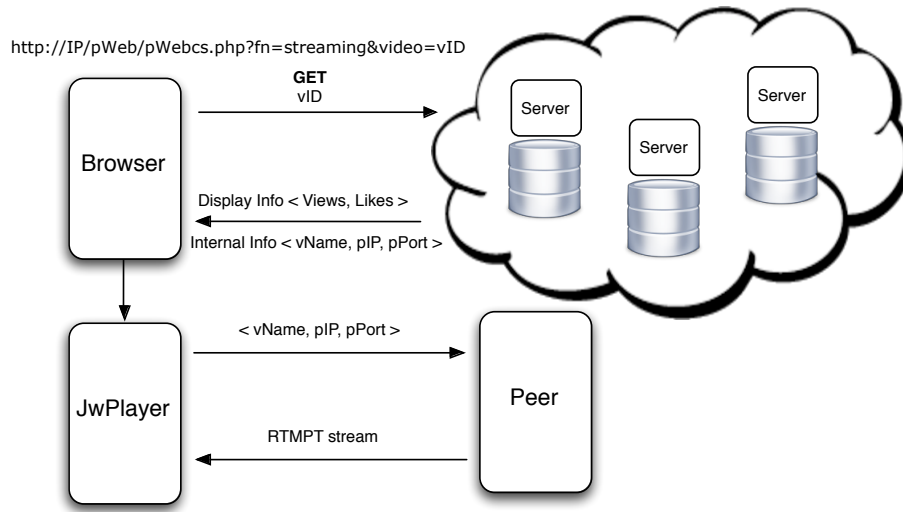 http://IP/pWeb/pWebcs.php?fn=streaming&video=vID
GET
vID
Browser
Server
Server
Server
Display Info < Views, Likes >
Internal Info < vName, pIP, pPort >
JwPlayer
< vName, pIP, pPort >
Peer
RTMPT stream